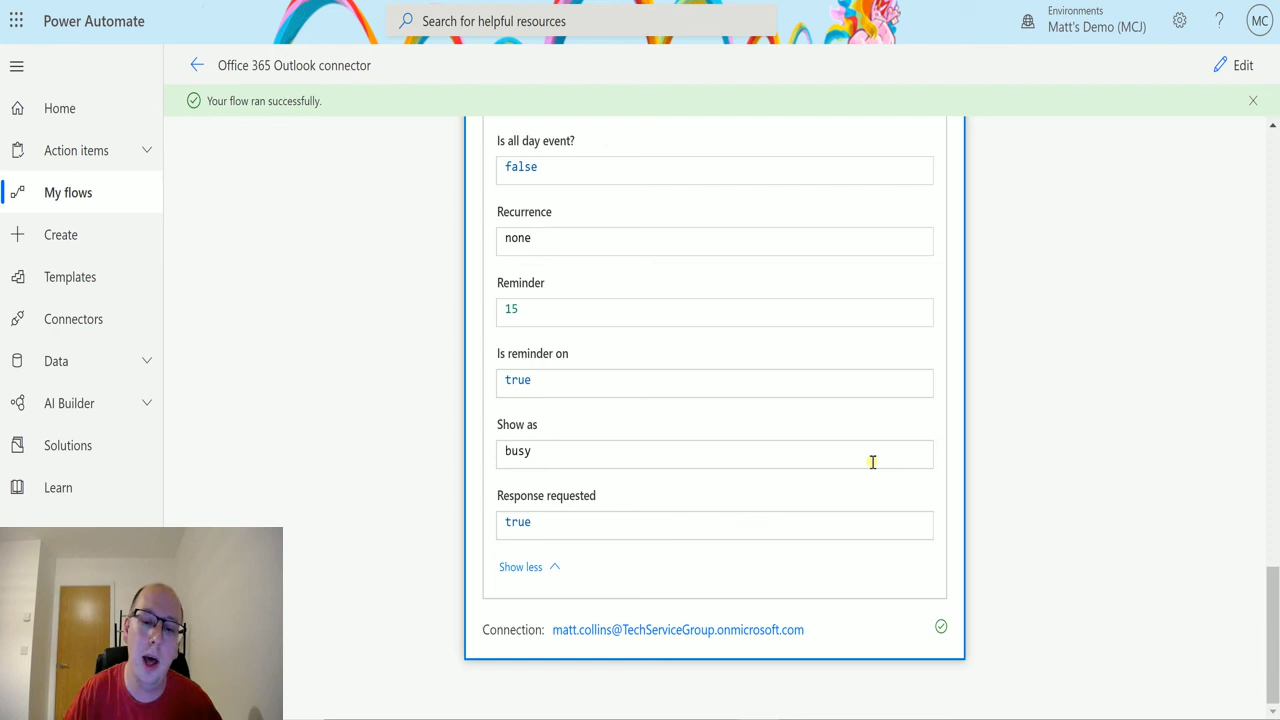 Power Automate
Search for helpful resources
Environments
Matt's Demo (MCJ)
?
MC
Office 365 Outlook connector
Edit
Your flow ran successfully.
Home
Action items
My flows
Create
Templates
Connectors
Data
AI Builder
Solutions
Learn
Is all day event?
false
Recurrence
none
Reminder
15
Is reminder on
true
Show as
busy
Response requested
true
Show less
Connection: matt.collins@TechServiceGroup.onmicrosoft.com